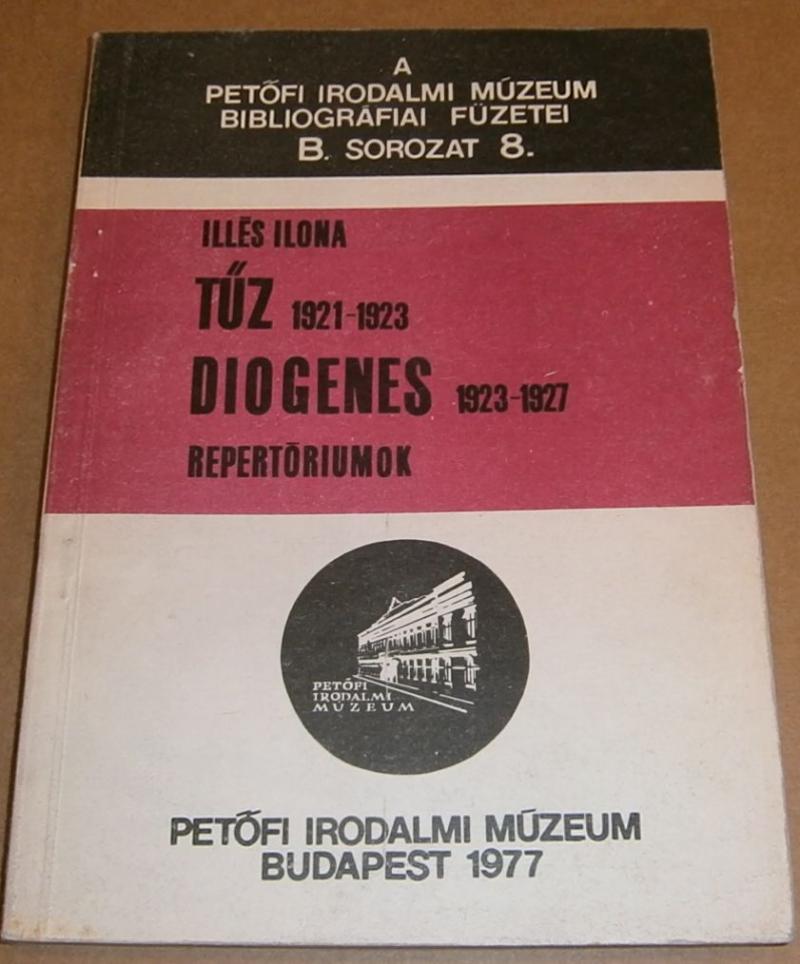 A
PETŐFI IRODALMI MÚZEUM
BIBLIOGRÁFIAI FÜZETEI
B. SOROZAT 8.
ILLÉS ILONA
TŰZ 1921-1923
DIOGENES 1923-1927
REPERTÓRIUMOK
PETŐFI
IRODALMI
MÚZEUM
PETŐFI IRODALMI MÚZEUM
BUDAPEST 1977